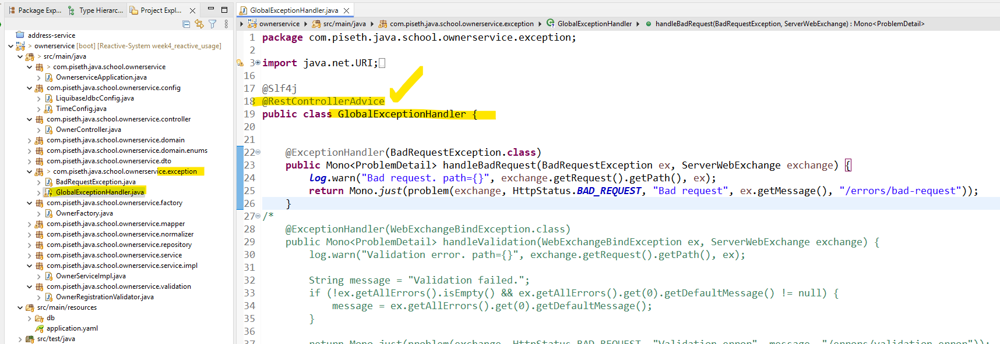 Package Exp...
Type Hierarc...
Project Expl...
address-service
> ownerservice [boot] [Reactive-System week4_reactive_usage]
> src/main/java
> com.piseth.java.school.ownerservice
OwnerserviceApplication.java
com.piseth.java.school.ownerservice.config
LiquibaseJdbcConfig.java
TimeConfig.java
com.piseth.java.school.ownerservice.controller
OwnerController.java
com.piseth.java.school.ownerservice.domain
com.piseth.java.school.ownerservice.domain.enums
com.piseth.java.school.ownerservice.dto
> com.piseth.java.school.ownerservice.exception
BadRequestException.java
GlobalExceptionHandler.java
com.piseth.java.school.ownerservice.factory
OwnerFactory.java
com.piseth.java.school.ownerservice.mapper
com.piseth.java.school.ownerservice.normalizer
com.piseth.java.school.ownerservice.repository
com.piseth.java.school.ownerservice.service
com.piseth.java.school.ownerservice.service.impl
OwnerServiceImpl.java
com.piseth.java.school.ownerservice.validation
OwnerRegistrationValidator.java
src/main/resources
db
application.yaml
src/test/java
GlobalExceptionHandler.java
ownerservice src/main/java com.piseth.java.school.ownerservice.exception GlobalExceptionHandler handleBadRequest(BadRequestException, ServerWebExchange) : Mono<ProblemDetail>
1 package com.piseth.java.school.ownerservice.exception;
2
3 import java.net.URI;
16
17 @Slf4j
18 @RestControllerAdvice
19 public class GlobalExceptionHandler {
20
21
22 @ExceptionHandler(BadRequestException.class)
23 public Mono<ProblemDetail> handleBadRequest(BadRequestException ex, ServerWebExchange exchange) {
24 log.warn("Bad request. path={}", exchange.getRequest().getPath(), ex);
25 return Mono.just(problem(exchange, HttpStatus.BAD_REQUEST, "Bad request", ex.getMessage(), "/errors/bad-request"));
26 }
27 /*
28 @ExceptionHandler(WebExchangeBindException.class)
29 public Mono<ProblemDetail> handleValidation(WebExchangeBindException ex, ServerWebExchange exchange) {
30 log.warn("Validation error. path={}", exchange.getRequest().getPath(), ex);
31
32 String message = "Validation failed.";
33 if (!ex.getAllErrors().isEmpty() && ex.getAllErrors().get(0).getDefaultMessage() != null) {
34 message = ex.getAllErrors().get(0).getDefaultMessage();
35 }
36
37 return Mono.just(problem(exchange, HttpStatus.BAD_REQUEST, "Validation error", message, "/errors/validation-error"));